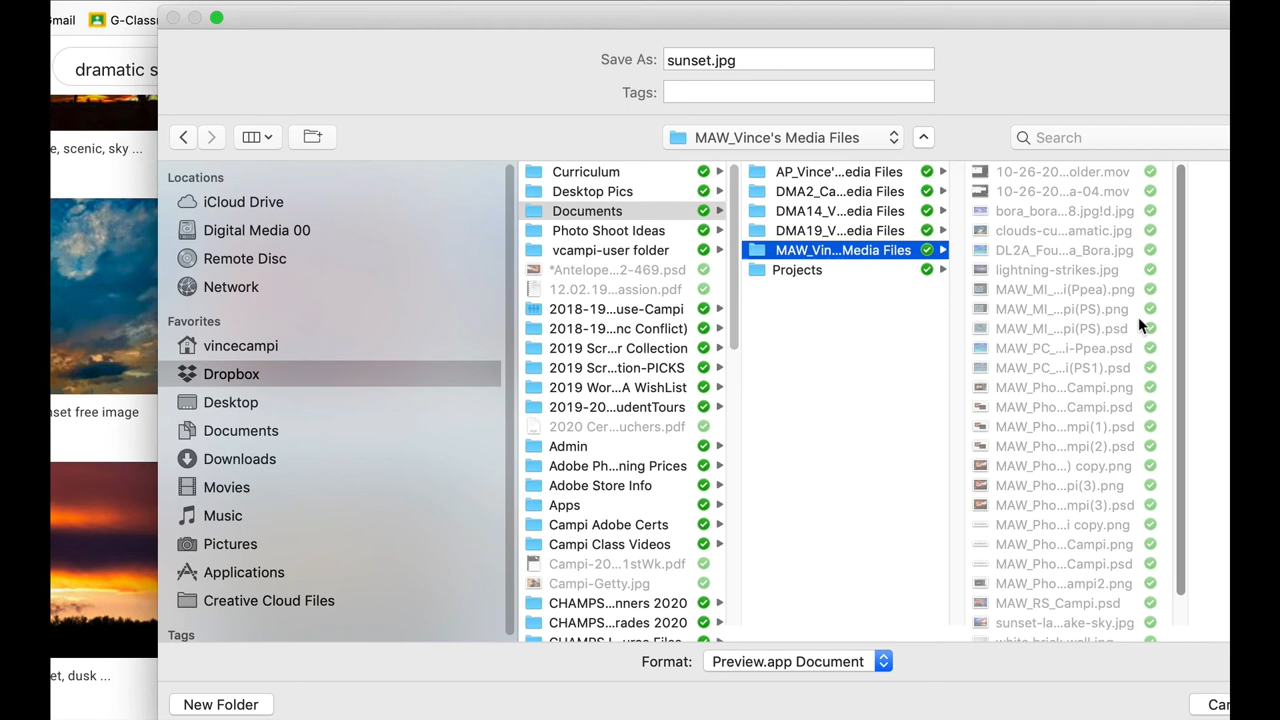 Gmail
G-Class
dramatic s
e, scenic, sky ...
nset free image
et, dusk ...
Save As: sunset.jpg
Tags:
MAW_Vince's Media Files
Search
Locations
iCloud Drive
Digital Media 00
Remote Disc
Network
Favorites
vincecampi
Dropbox
Desktop
Documents
Downloads
Movies
Music
Pictures
Applications
Creative Cloud Files
Tags
Curriculum
Desktop Pics
Documents
Photo Shoot Ideas
vcampi-user folder
*Antelope...2-469.psd
12.02.19...assion.pdf
2018-19...use-Campi
2018-19...nc Conflict)
2019 Scr...r Collection
2019 Scr...tion-PICKS
2019 Wor...A WishList
2019-20...udentTours
2020 Cer...uchers.pdf
Admin
Adobe Ph...ning Prices
Adobe Store Info
Apps
Campi Adobe Certs
Campi Class Videos
Campi-20...1stWk.pdf
Campi-Getty.jpg
CHAMPS...nners 2020
CHAMPS...rades 2020
AP_Vince'...edia Files
DMA2_Ca...edia Files
DMA14_V...edia Files
DMA19_V...edia Files
MAW_Vin...Media Files
Projects
10-26-20...older.mov
10-26-20...a-04.mov
bora_bora...8.jpg!d.jpg
clouds-cu...amatic.jpg
DL2A_Fou...a_Bora.jpg
lightning-strikes.jpg
MAW_MI_...i(Ppea).png
MAW_MI_...pi(PS).png
MAW_MI_...pi(PS).psd
MAW_PC_...i-Ppea.psd
MAW_PC_...i(PS1).psd
MAW_Pho...Campi.png
MAW_Pho...Campi.psd
MAW_Pho...mpi(1).psd
MAW_Pho...mpi(2).psd
MAW_Pho...) copy.png
MAW_Pho...pi(3).png
MAW_Pho...mpi(3).psd
MAW_Pho...i copy.png
MAW_Pho...Campi.png
MAW_Pho...Campi.psd
MAW_Pho...ampi2.png
MAW_RS_Campi.psd
sunset-la...ake-sky.jpg
white brick wall.jpg
Format: Preview.app Document
New Folder
Can